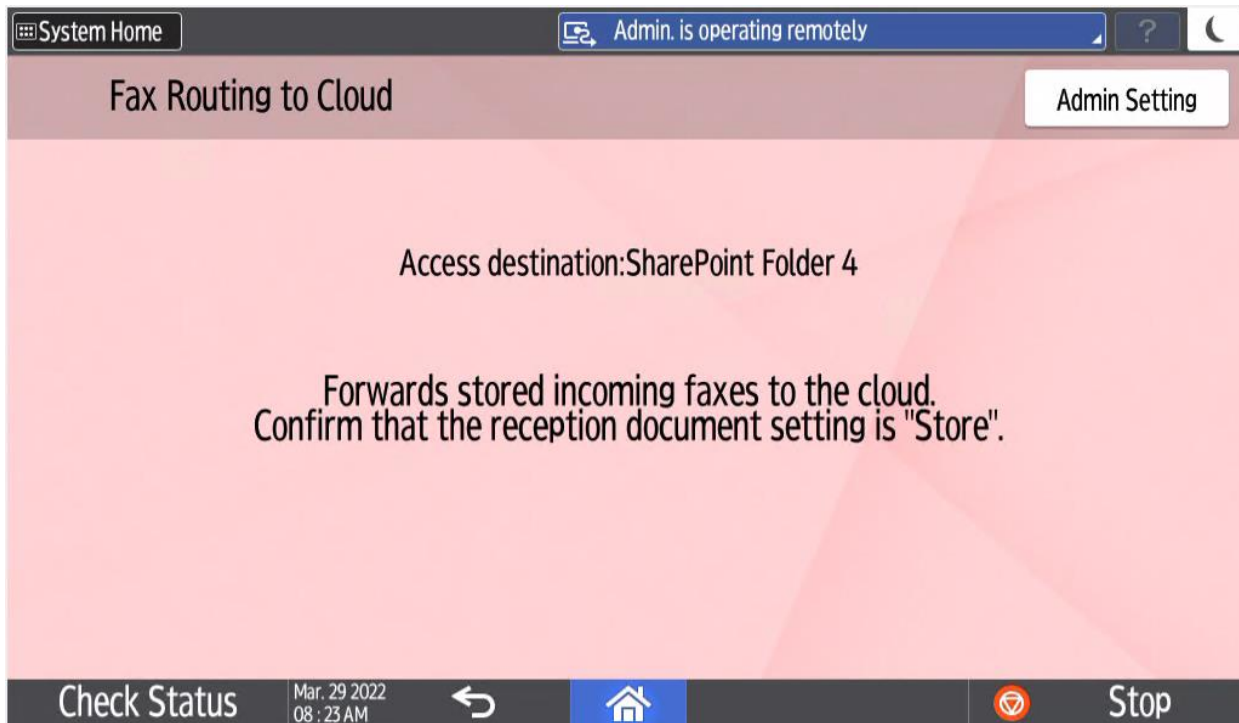 System Home
Admin. is operating remotely
?
Fax Routing to Cloud
Admin Setting
Access destination:SharePoint Folder 4
Forwards stored incoming faxes to the cloud.
Confirm that the reception document setting is "Store".
Check Status
Mar. 29 2022
08 : 23 AM
Stop